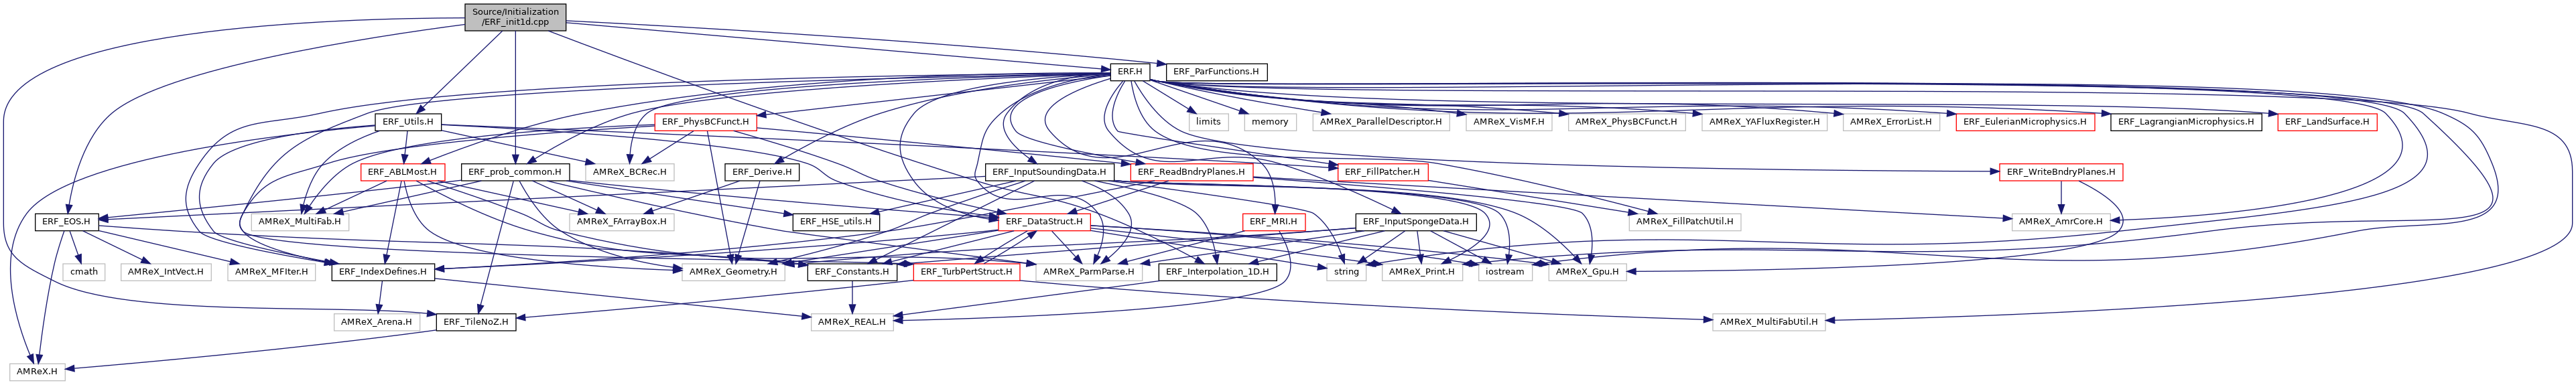 Source/Initialization
/ERF_init1d.cpp
ERF.H
ERF_ParFunctions.H
ERF_Utils.H
ERF_PhysBCFunct.H
limits
memory
AMReX_ParallelDescriptor.H
AMReX_VisMF.H
AMReX_PhysBCFunct.H
AMReX_YAFluxRegister.H
AMReX_ErrorList.H
ERF_EulerianMicrophysics.H
ERF_LagrangianMicrophysics.H
ERF_LandSurface.H
ERF_ABLMost.H
ERF_prob_common.H
AMReX_BCRec.H
ERF_Derive.H
ERF_InputSoundingData.H
ERF_ReadBndryPlanes.H
ERF_FillPatcher.H
ERF_WriteBndryPlanes.H
ERF_EOS.H
AMReX_MultiFab.H
AMReX_FArrayBox.H
ERF_HSE_utils.H
ERF_DataStruct.H
ERF_MRI.H
ERF_InputSpongeData.H
AMReX_FillPatchUtil.H
AMReX_AmrCore.H
cmath
AMReX_IntVect.H
AMReX_MFIter.H
ERF_IndexDefines.H
AMReX_Geometry.H
ERF_Constants.H
ERF_TurbPertStruct.H
AMReX_ParmParse.H
ERF_Interpolation_1D.H
string
AMReX_Print.H
iostream
AMReX_Gpu.H
AMReX_Arena.H
ERF_TileNoZ.H
AMReX_REAL.H
AMReX_MultiFabUtil.H
AMReX.H